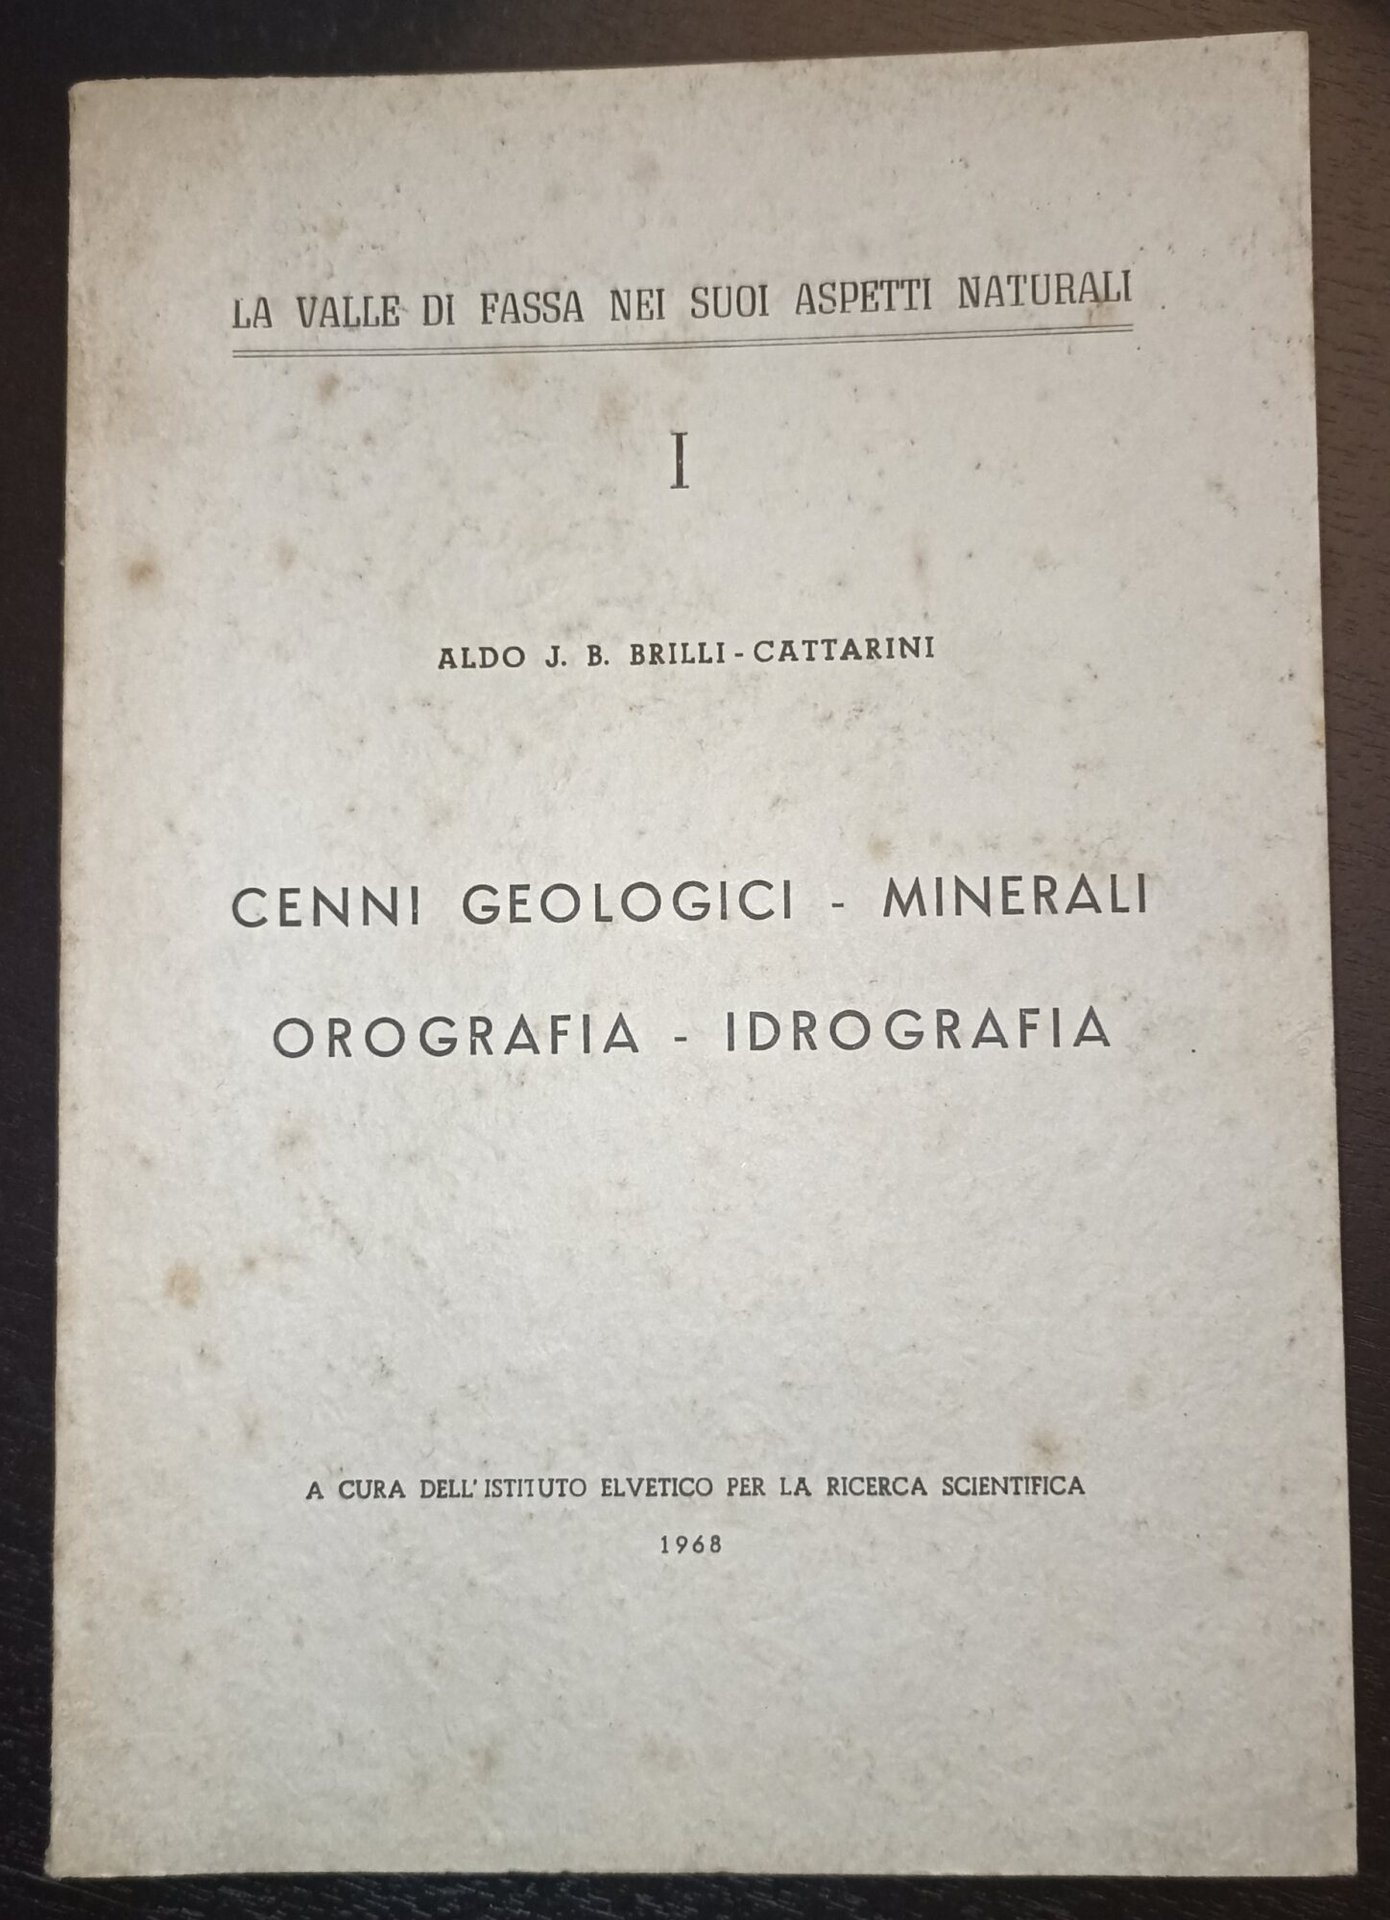 LA VALLE DI FASSA NEI SUOI ASPETTI NATURALI
I
ALDO J. B. BRILLI - CATTARINI
CENNI GEOLOGICI - MINERALI
OROGRAFIA - IDROGRAFIA
A CURA DELL'ISTITUTO ELVETICO PER LA RICERCA SCIENTIFICA
1968